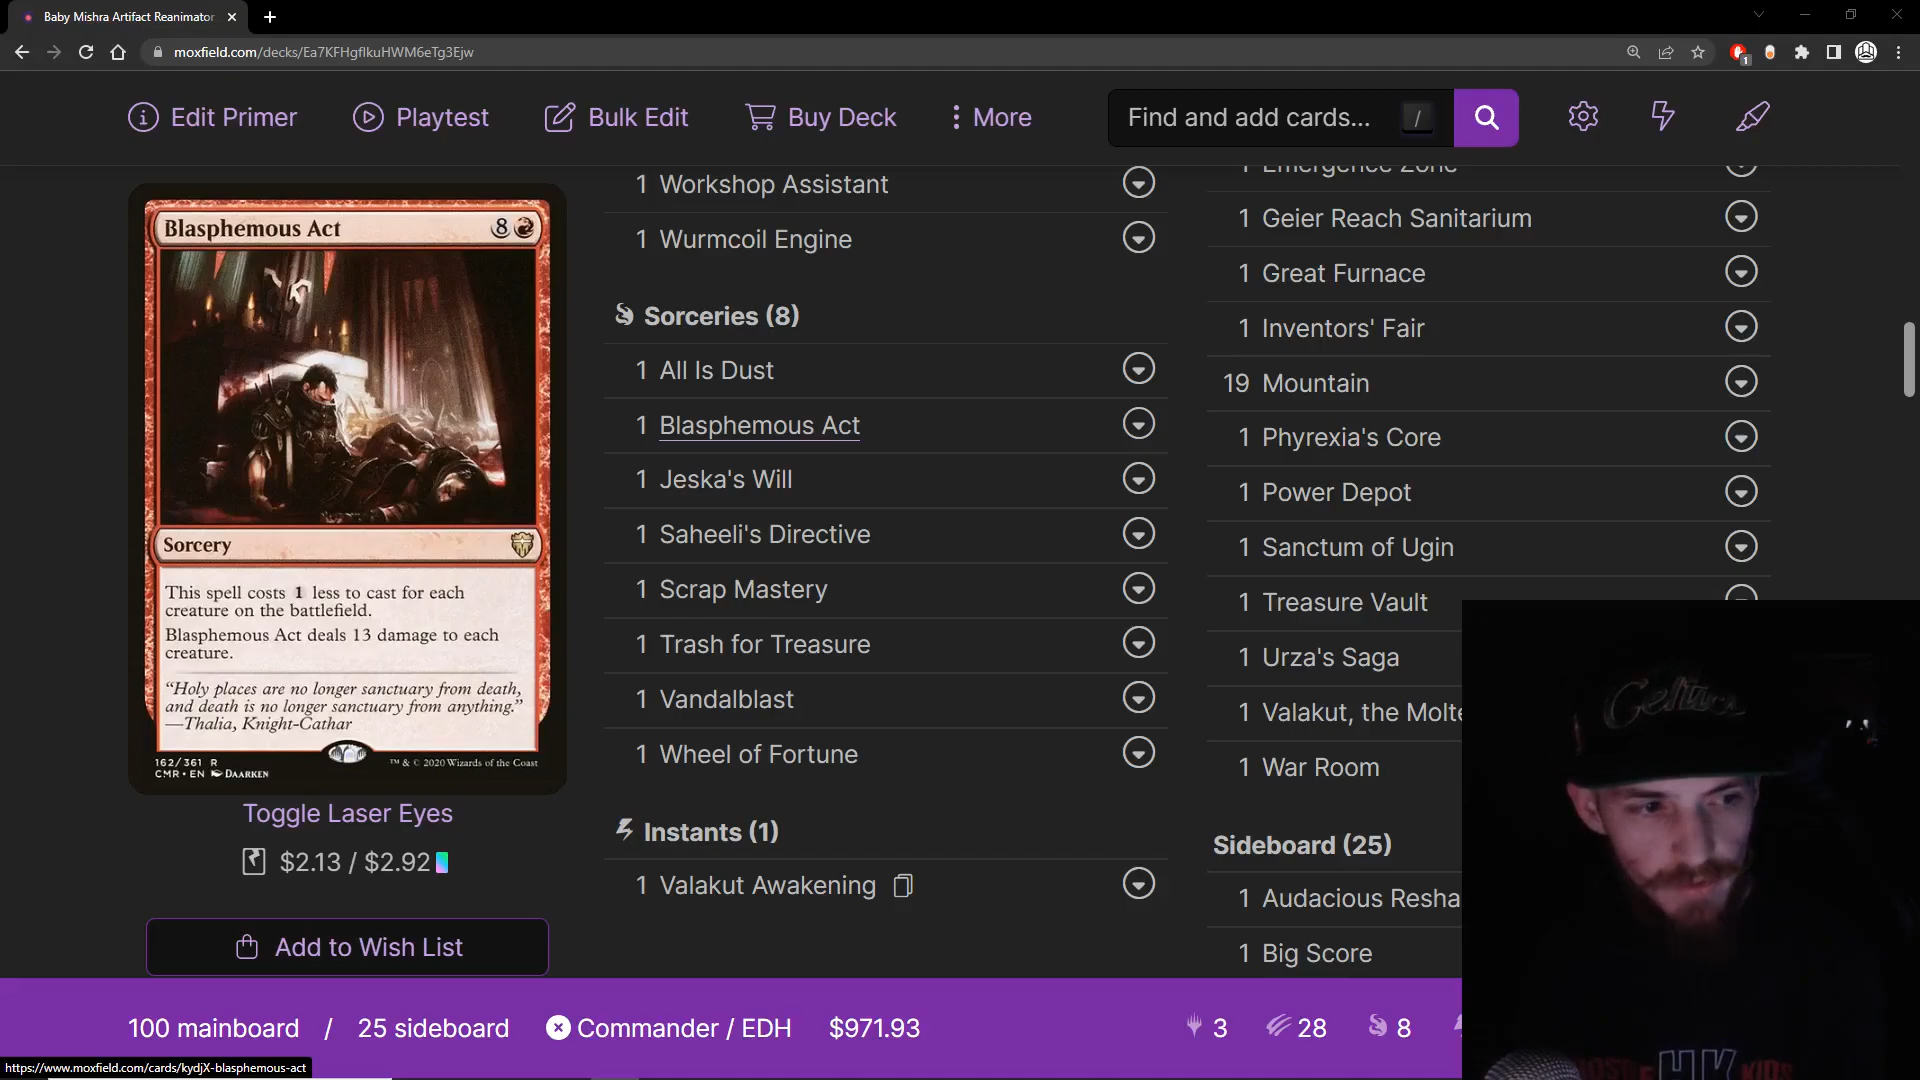 Baby Mishra Artifact Reanimator
moxfield.com/decks/Ea7KFHgflkuHWM6eTg3Ejw
1
Edit Primer
Playtest
Bulk Edit
Buy Deck
More
Find and add cards... /
Blasphemous Act 8
Sorcery
This spell costs 1 less to cast for each
creature on the battlefield.
Blasphemous Act deals 13 damage to each
creature.
“Holy places are no longer sanctuary from death,
and death is no longer sanctuary from anything.”
—Thalia, Knight-Cathar
162/361 R
CMR • EN DAARKEN
™ & © 2020 Wizards of the Coast
Toggle Laser Eyes
$2.13 / $2.92
Add to Wish List
1 Workshop Assistant
1 Wurmcoil Engine
Sorceries (8)
1 All Is Dust
1 Blasphemous Act
1 Jeska's Will
1 Saheeli's Directive
1 Scrap Mastery
1 Trash for Treasure
1 Vandalblast
1 Wheel of Fortune
Instants (1)
1 Valakut Awakening
1 Emergence Zone
1 Geier Reach Sanitarium
1 Great Furnace
1 Inventors' Fair
19 Mountain
1 Phyrexia's Core
1 Power Depot
1 Sanctum of Ugin
1 Treasure Vault
1 Urza's Saga
1 Valakut, the Molte
1 War Room
Sideboard (25)
1 Audacious Resha
1 Big Score
Celtics
100 mainboard / 25 sideboard
Commander / EDH
$971.93
3
28
8
https://www.moxfield.com/cards/kydjX-blasphemous-act